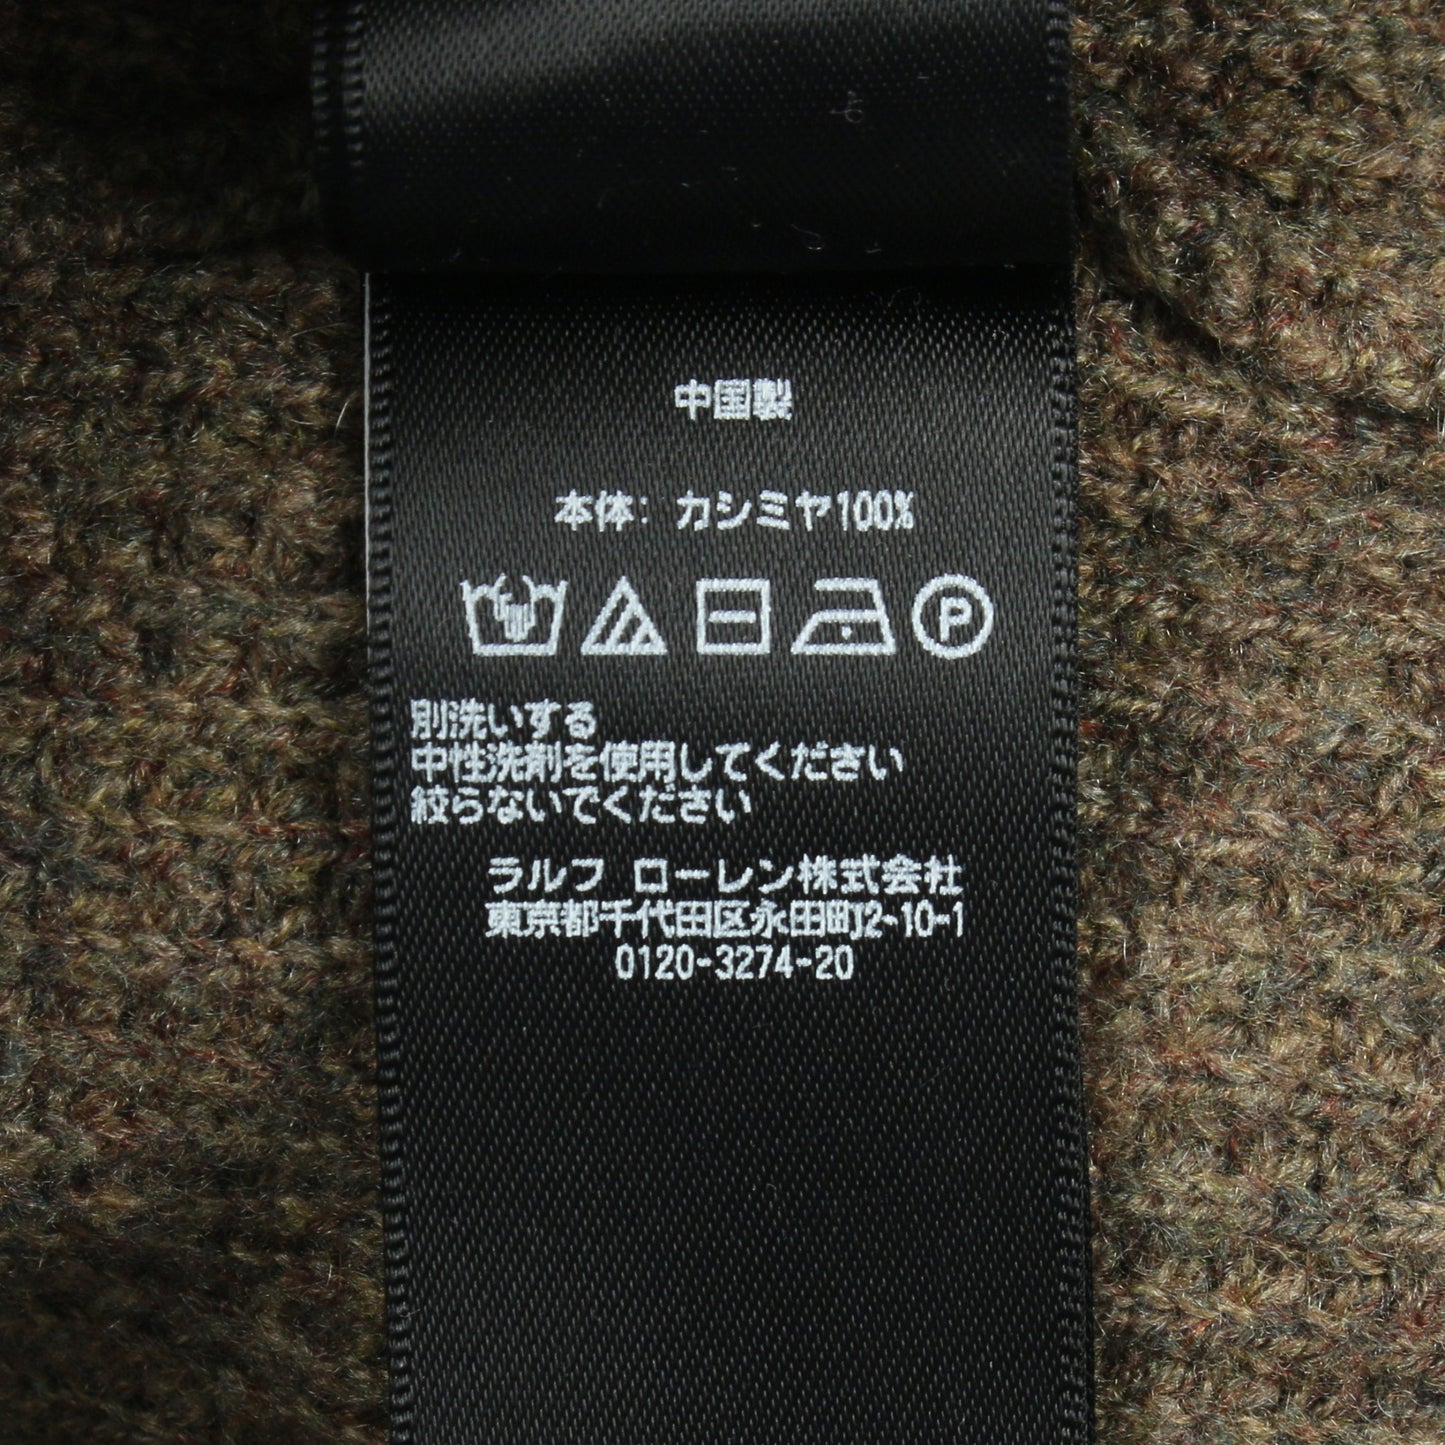 中国製
本体: カシミヤ100%
P
別洗いする
中性洗剤を使用してください
絞らないでください
ラルフ ローレン株式会社
東京都千代田区永田町2-10-1
0120-3274-20